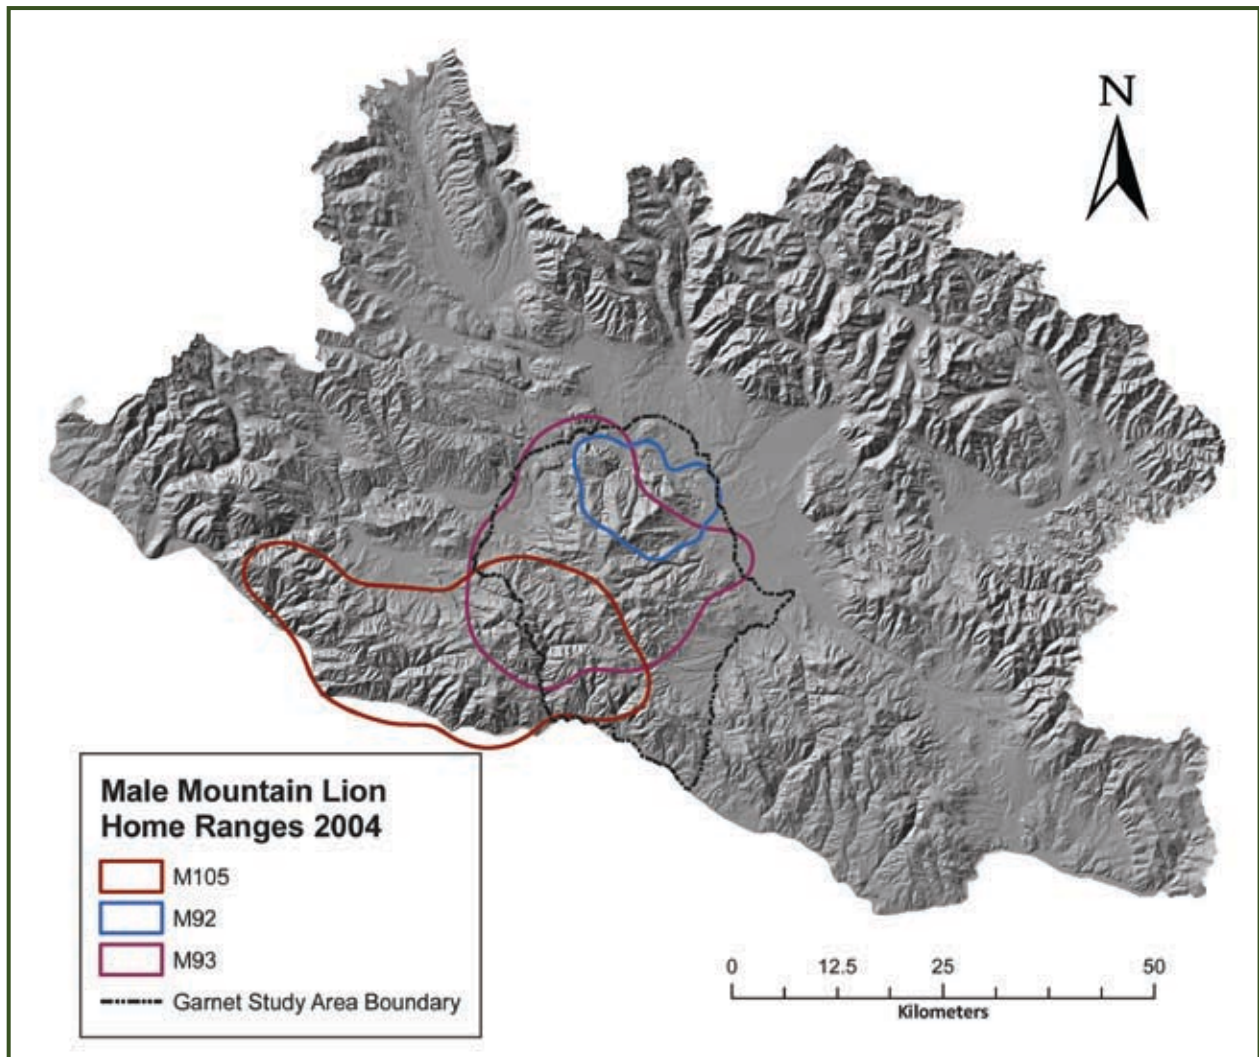 N
Male Mountain Lion
Home Ranges 2004
M105
M92
M93
Garnet Study Area Boundary
0 12.5 25 50
Kilometers